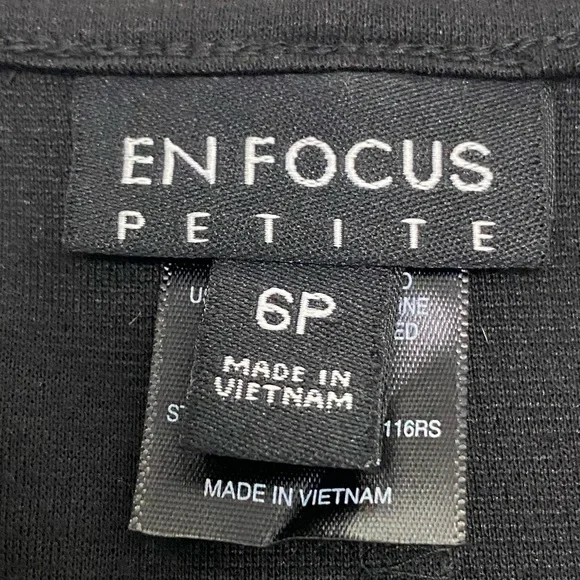 EN FOCUS
PETITE
6P
MADE IN
VIETNAM
116RS
MADE IN VIETNAM